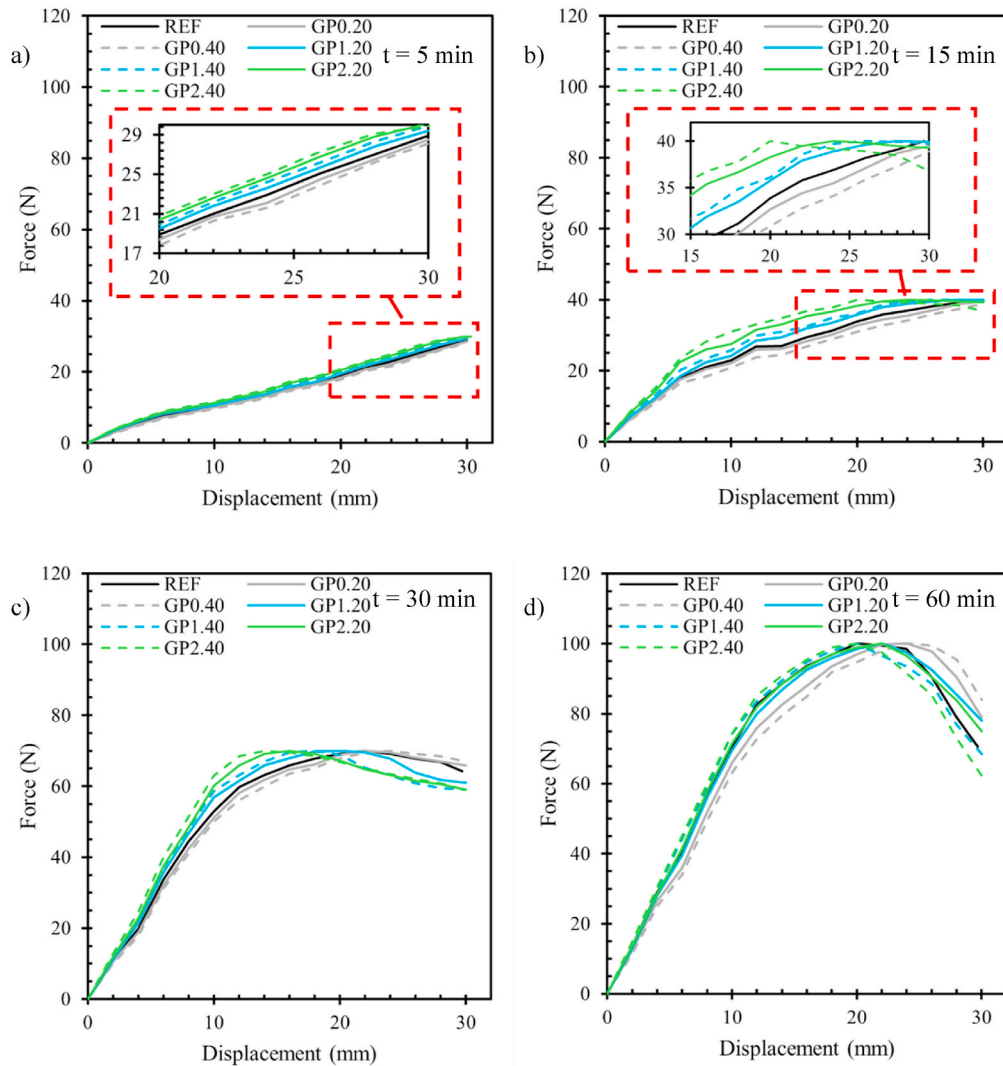 a)
120
100
80
60
40
20
0
Force (N)
REF GP0.20
GP0.40 GP1.20
GP1.40 GP2.20
GP2.40
t = 5 min
29
25
21
17
20 25 30
0 10 20 30
Displacement (mm)
b)
120
100
80
60
40
20
0
Force (N)
REF GP0.20
GP0.40 GP1.20
GP1.40 GP2.20
GP2.40
t = 15 min
40
35
30
15 20 25 30
0 10 20 30
Displacement (mm)
c)
120
100
80
60
40
20
0
Force (N)
REF GP0.20
GP0.40 GP1.20
GP1.40 GP2.20
GP2.40
t = 30 min
0 10 20 30
Displacement (mm)
d)
120
100
80
60
40
20
0
Force (N)
REF GP0.20
GP0.40 GP1.20
GP1.40 GP2.20
GP2.40
t = 60 min
0 10 20 30
Displacement (mm)